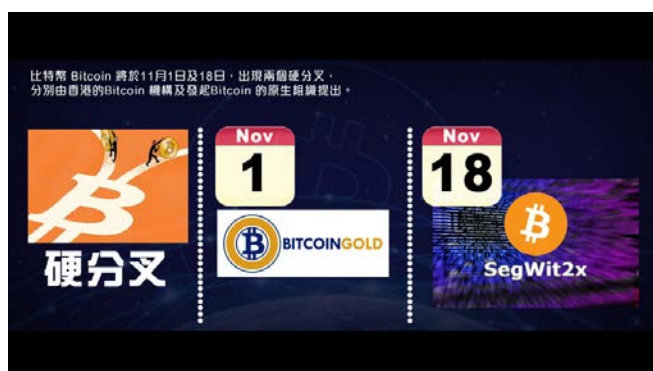 比特幣 Bitcoin 將於11月1日及18日，出現兩個硬分叉，
分別由香港的Bitcoin 機構及發起Bitcoin 的原生組織提出。
硬分叉
Nov
1
BITCOINGOLD
Nov
18
SegWit2x